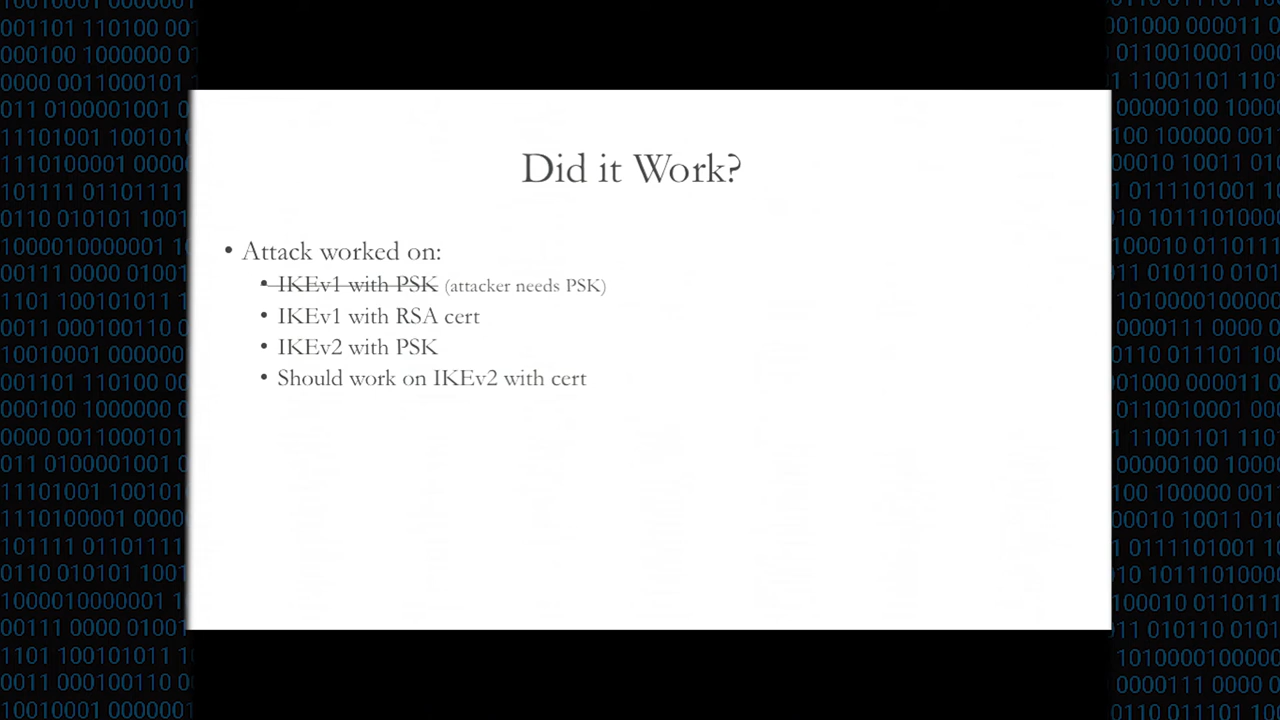 Did it Work?
• Attack worked on:
• IKEv1 with PSK (attacker needs PSK)
• IKEv1 with RSA cert
• IKEv2 with PSK
• Should work on IKEv2 with cert